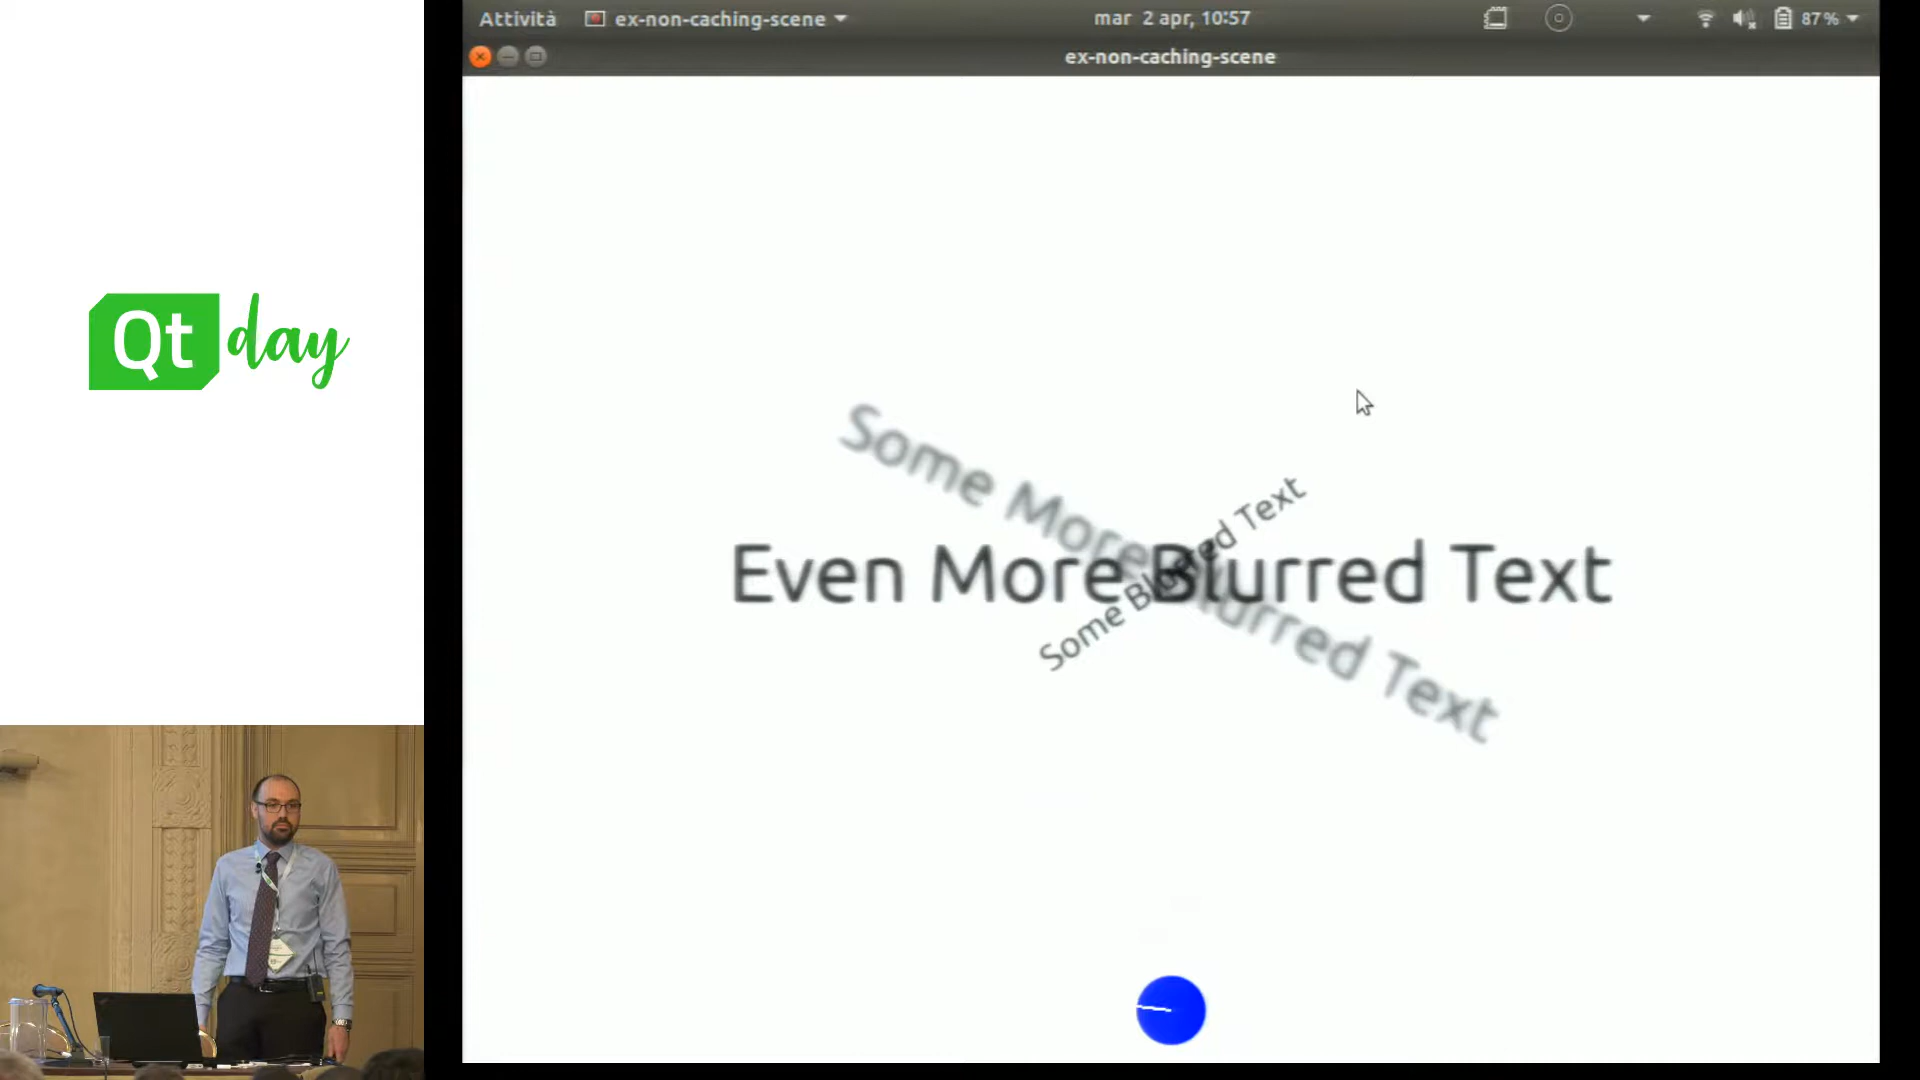 Attività
ex-non-caching-scene
mar 2 apr, 10:57
87%
ex-non-caching-scene
Qt day
Some More Blurred Text
Some Blurred Text
Even More Blurred Text